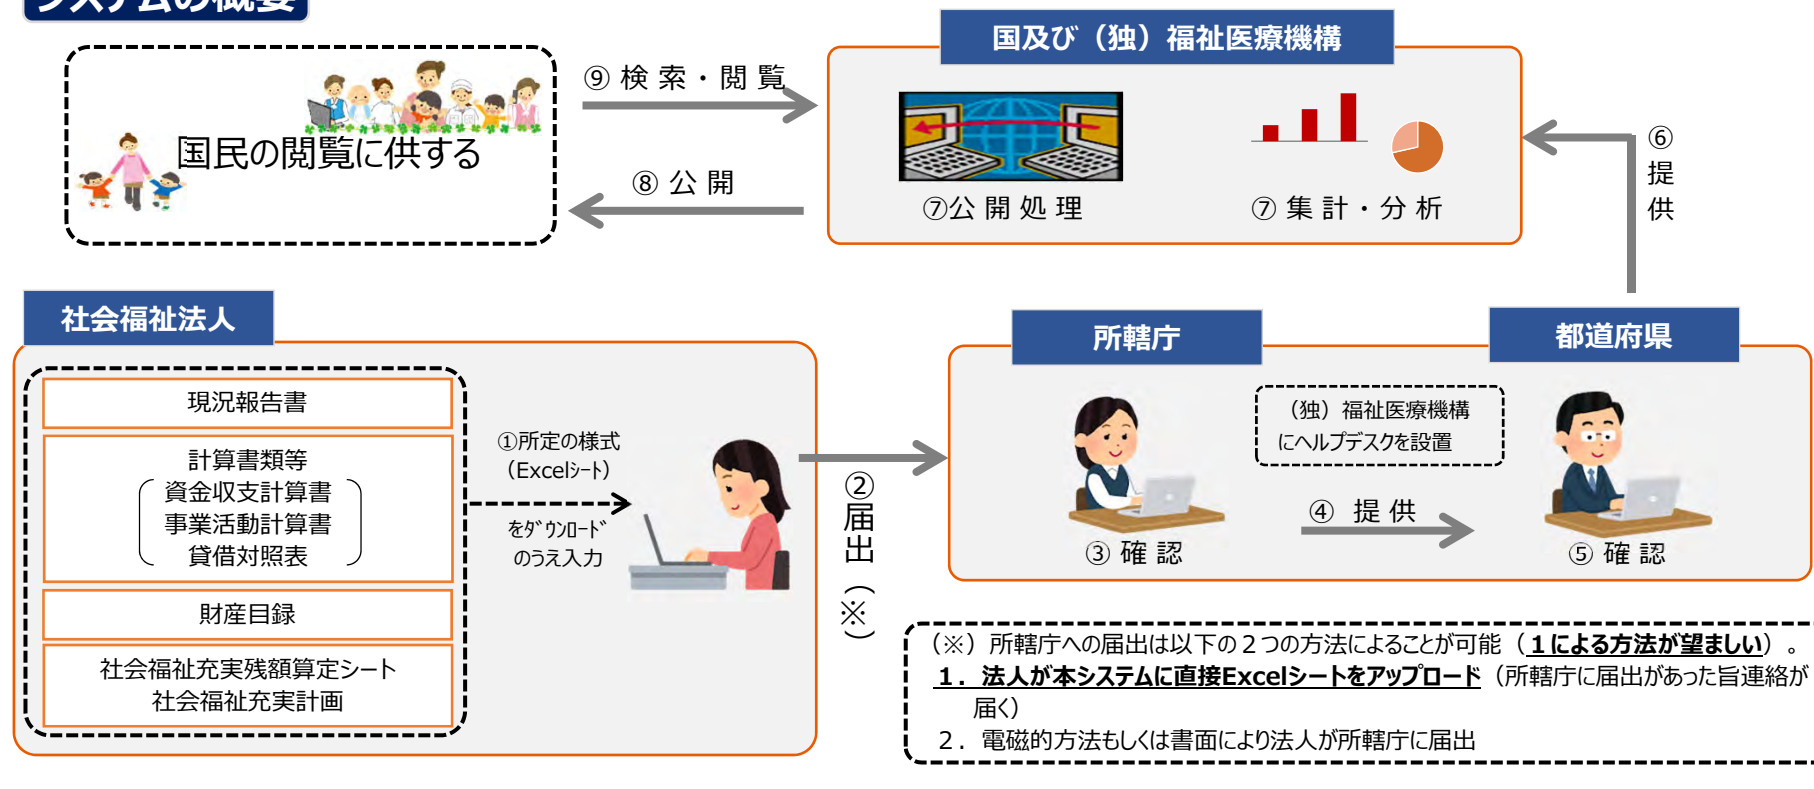 システムの概要
国及び（独）福祉医療機構
国民の閲覧に供する
⑨ 検 索 ・ 閲 覧
⑧ 公 開
⑦公 開 処 理
⑦ 集 計 ・ 分 析
⑥
提
供
社会福祉法人
現況報告書
計算書類等
資金収支計算書
事業活動計算書
貸借対照表
財産目録
社会福祉充実残額算定シート
社会福祉充実計画
①所定の様式
（Excelｼｰﾄ）
をﾀﾞｳﾝﾛｰﾄﾞ
のうえ入力
②届出（※）
所轄庁
都道府県
（独）福祉医療機構
にヘルプデスクを設置
③ 確 認
④ 提 供
⑤ 確 認
（※）所轄庁への届出は以下の２つの方法によることが可能（１による方法が望ましい）。
１．法人が本システムに直接Excelシートをアップロード（所轄庁に届出があった旨連絡が
届く）
２．電磁的方法もしくは書面により法人が所轄庁に届出